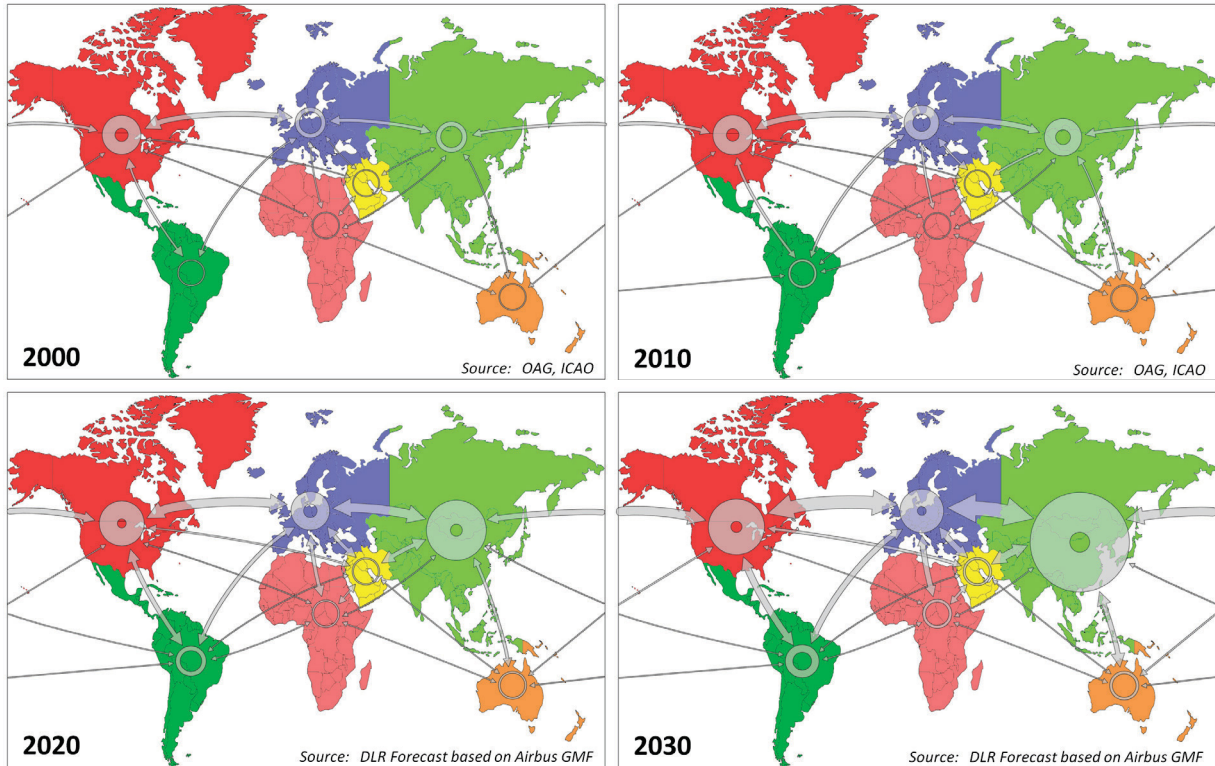 2000
Source: OAG, ICAO
2010
Source: OAG, ICAO
2020
Source: DLR Forecast based on Airbus GMF
2030
Source: DLR Forecast based on Airbus GMF